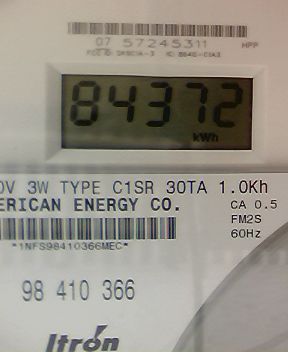 07 57245311 HPP
84372
kWh
0V 3W TYPE C1SR 30TA 1.0Kh
ERICAN ENERGY CO. CA 0.5
FM2S
*1NFS98410366MEC* 60Hz
98 410 366
Itron